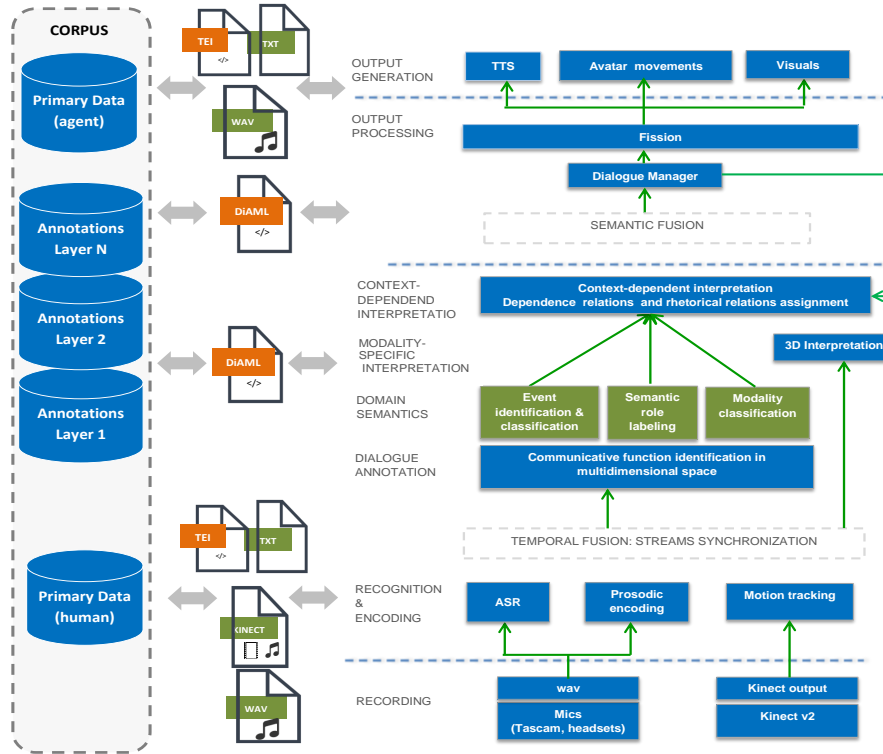 CORPUS
Primary Data
(agent)
Annotations
Layer N
Annotations
Layer 2
Annotations
Layer 1
Primary Data
(human)
TEI
</>
TXT
WAV
DiAML
</>
DiAML
</>
TEI
</>
TXT
KINECT
WAV
OUTPUT
GENERATION
TTS
Avatar movements
Visuals
OUTPUT
PROCESSING
Fission
Dialogue Manager
SEMANTIC FUSION
CONTEXT-
DEPENDEND
INTERPRETATIO
Context-dependent interpretation
Dependence relations and rhetorical relations assignment
MODALITY-
SPECIFIC
INTERPRETATION
3D Interpretation
DOMAIN
SEMANTICS
Event
identification &
classification
Semantic
role
labeling
Modality
classification
DIALOGUE
ANNOTATION
Communicative function identification in
multidimensional space
TEMPORAL FUSION: STREAMS SYNCHRONIZATION
RECOGNITION
&
ENCODING
ASR
Prosodic
encoding
Motion tracking
RECORDING
wav
Mics
(Tascam, headsets)
Kinect output
Kinect v2